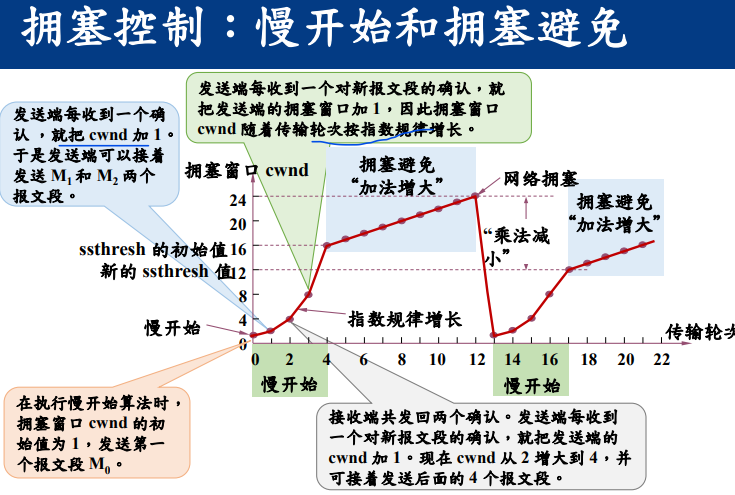 拥塞控制：慢开始和拥塞避免
发送端每收到一个对新报文段的确认，就
把发送端的拥塞窗口加 1，因此拥塞窗口
cwnd 随着传输轮次按指数规律增长。
发送端每收到一个确
认 ，就把 cwnd 加 1。
于是发送端可以接着
发送 M1 和 M2 两个
报文段。
拥塞窗口 cwnd
拥塞避免
“加法增大”
网络拥塞
拥塞避免
“加法增大”
“乘法减
小”
ssthresh 的初始值
新的 ssthresh 值
24
20
16
12
8
4
0
慢开始
指数规律增长
传输轮次
0 2 4 6 8 10 12 14 16 18 20 22
慢开始
慢开始
在执行慢开始算法时，
拥塞窗口 cwnd 的初
始值为 1，发送第一
个报文段 M0。
接收端共发回两个确认。发送端每收到
一个对新报文段的确认，就把发送端的
cwnd 加 1。现在 cwnd 从 2 增大到 4，并
可接着发送后面的 4 个报文段。